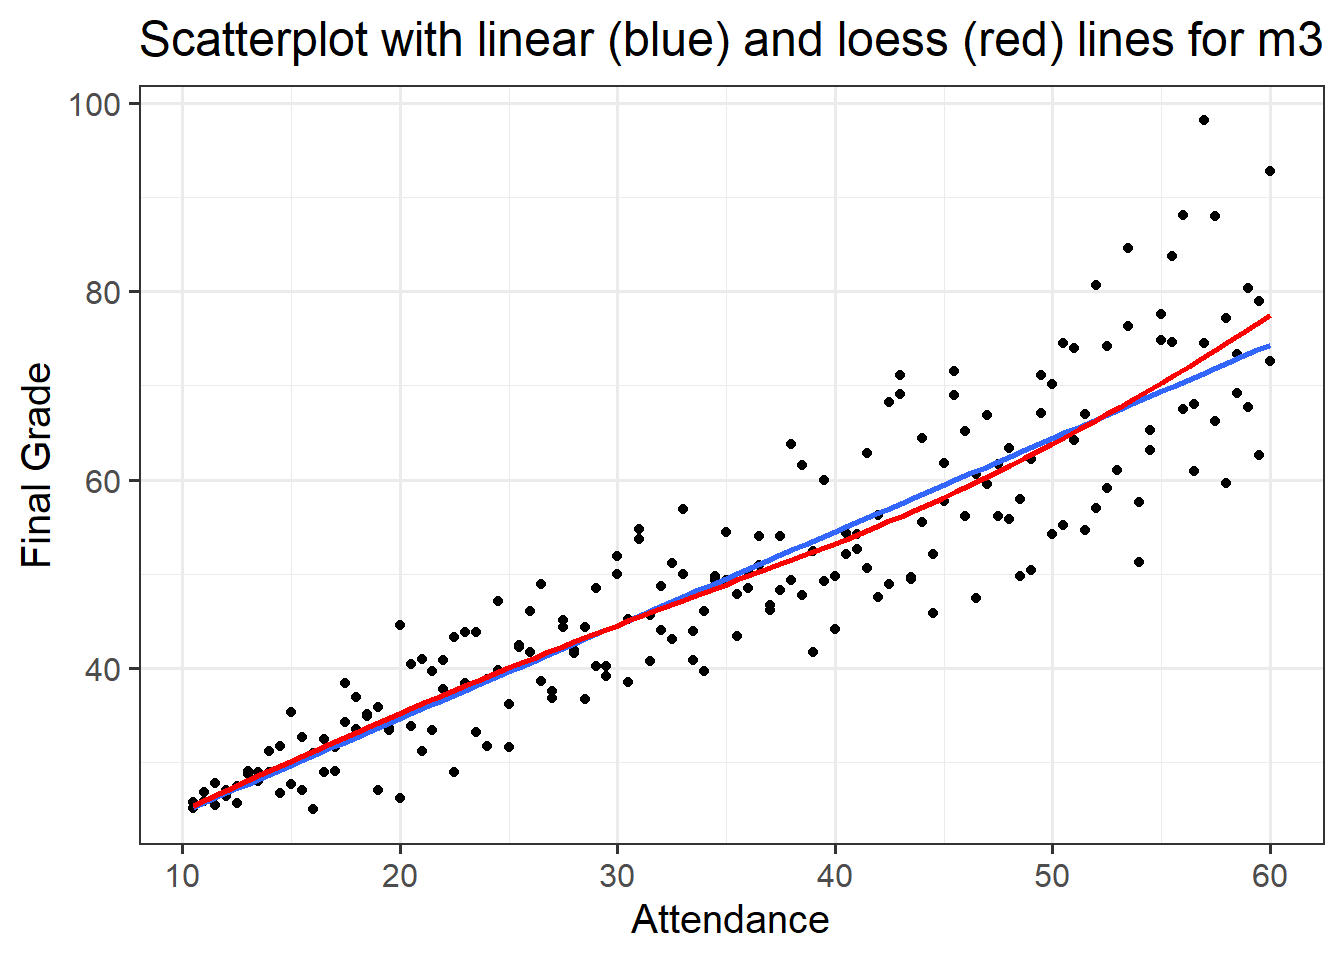 Scatterplot with linear (blue) and loess (red) lines for m3
100
80
60
40
Final Grade
10 20 30 40 50 60
Attendance